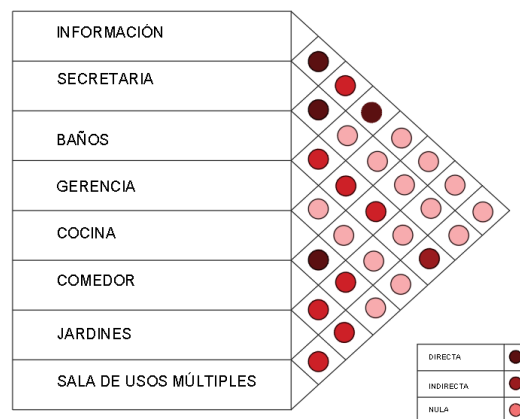 INFORMACIÓN
SECRETARIA
BAÑOS
GERENCIA
COCINA
COMEDOR
JARDINES
SALA DE USOS MÚLTIPLES
DIRECTA
INDIRECTA
NULA